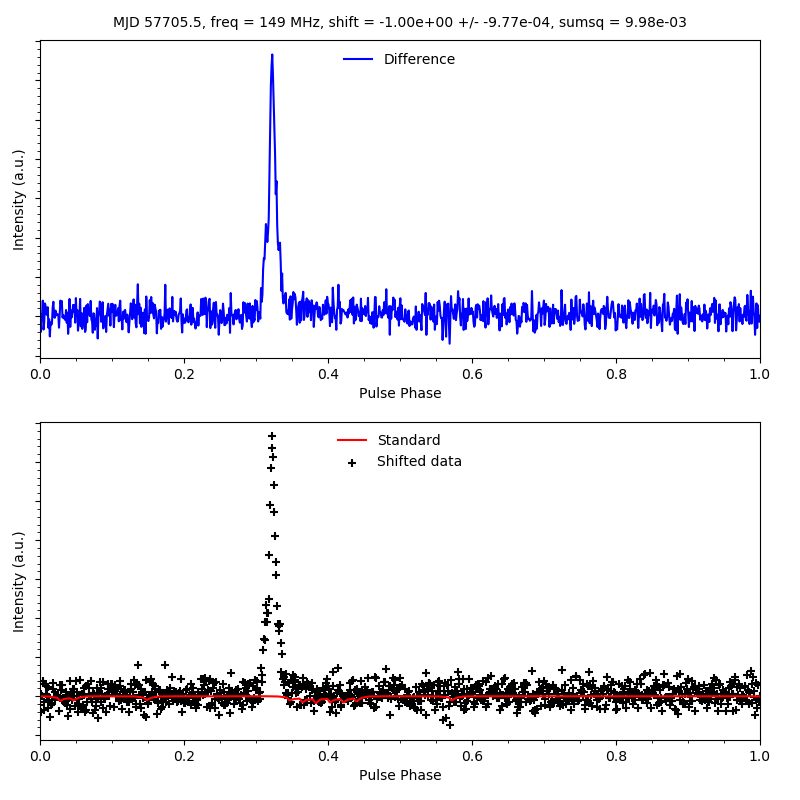 MJD 57705.5, freq = 149 MHz, shift = -1.00e+00 +/- -9.77e-04, sumsq = 9.98e-03
Difference
Intensity (a.u.)
0.0 0.2 0.4 0.6 0.8 1.0
Pulse Phase
Standard
Shifted data
Intensity (a.u.)
0.0 0.2 0.4 0.6 0.8 1.0
Pulse Phase